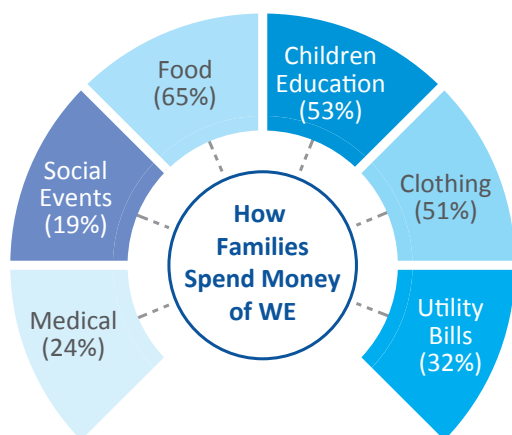 Food
(65%)
Children
Education
(53%)
Social
Events
(19%)
Clothing
(51%)
How
Families
Spend Money
of WE
Medical
(24%)
Utility
Bills
(32%)